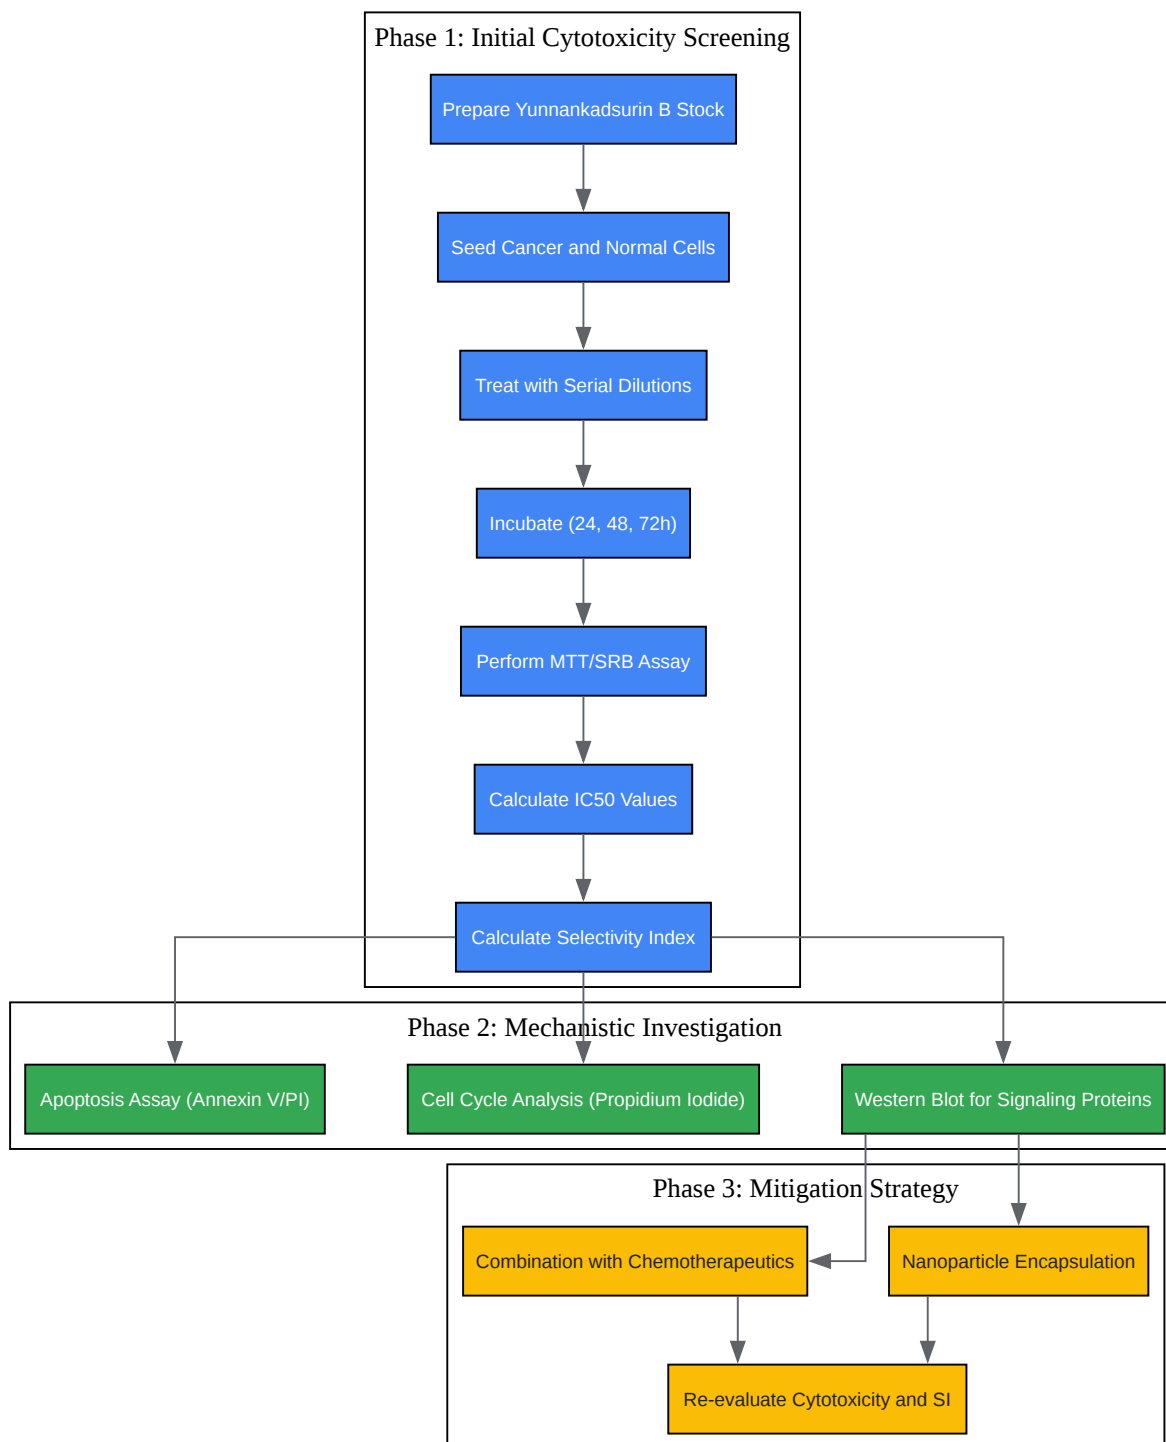 Phase 1: Initial Cytotoxicity Screening
Prepare Yunnankadsurin B Stock
Seed Cancer and Normal Cells
Treat with Serial Dilutions
Incubate (24, 48, 72h)
Perform MTT/SRB Assay
Calculate IC50 Values
Calculate Selectivity Index
Phase 2: Mechanistic Investigation
Apoptosis Assay (Annexin V/PI)
Cell Cycle Analysis (Propidium Iodide)
Western Blot for Signaling Proteins
Phase 3: Mitigation Strategy
Combination with Chemotherapeutics
Nanoparticle Encapsulation
Re-evaluate Cytotoxicity and SI